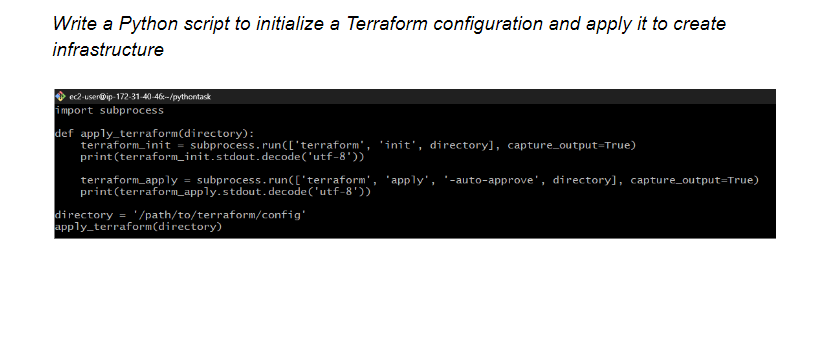 Write a Python script to initialize a Terraform configuration and apply it to create
infrastructure
ec2-user@ip-172-31-40-46:~/pythontask
import subprocess
def apply_terraform(directory):
    terraform_init = subprocess.run(['terraform', 'init', directory], capture_output=True)
    print(terraform_init.stdout.decode('utf-8'))
    terraform_apply = subprocess.run(['terraform', 'apply', '-auto-approve', directory], capture_output=True)
    print(terraform_apply.stdout.decode('utf-8'))
directory = '/path/to/terraform/config'
apply_terraform(directory)